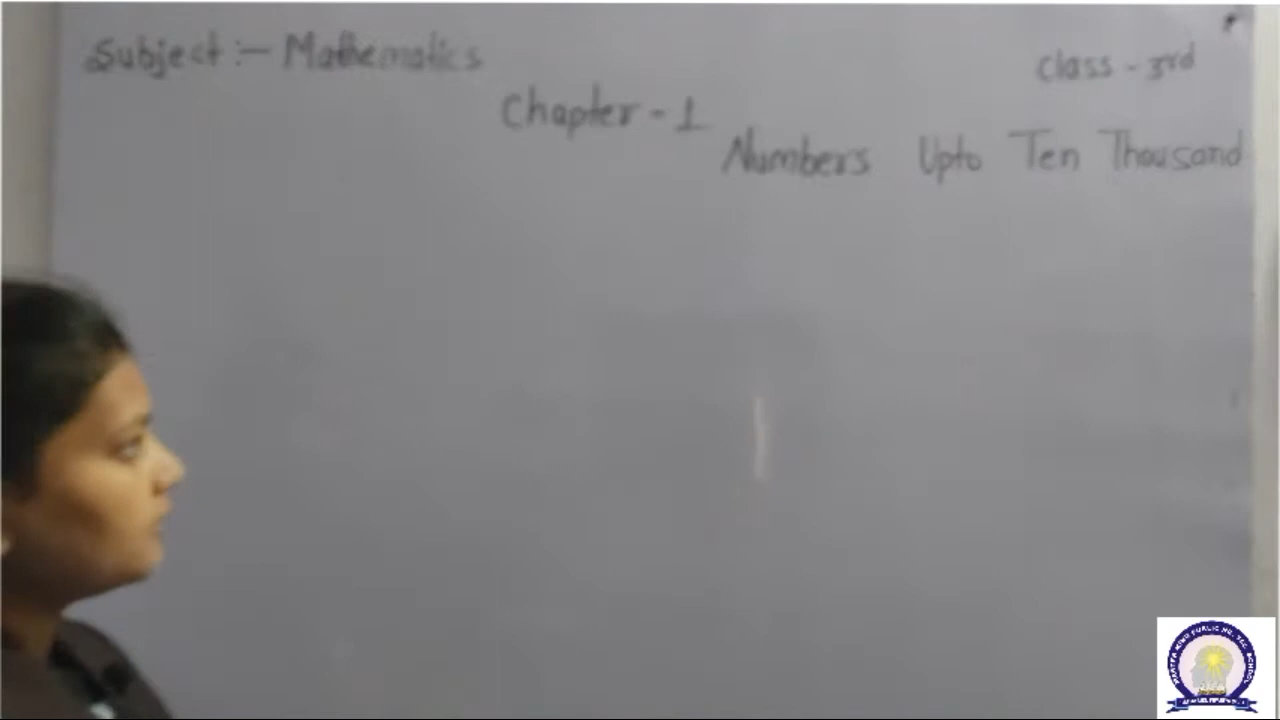 Subject :- Mathematics
Class - 3rd
Chapter - 1
Numbers Upto Ten Thousand